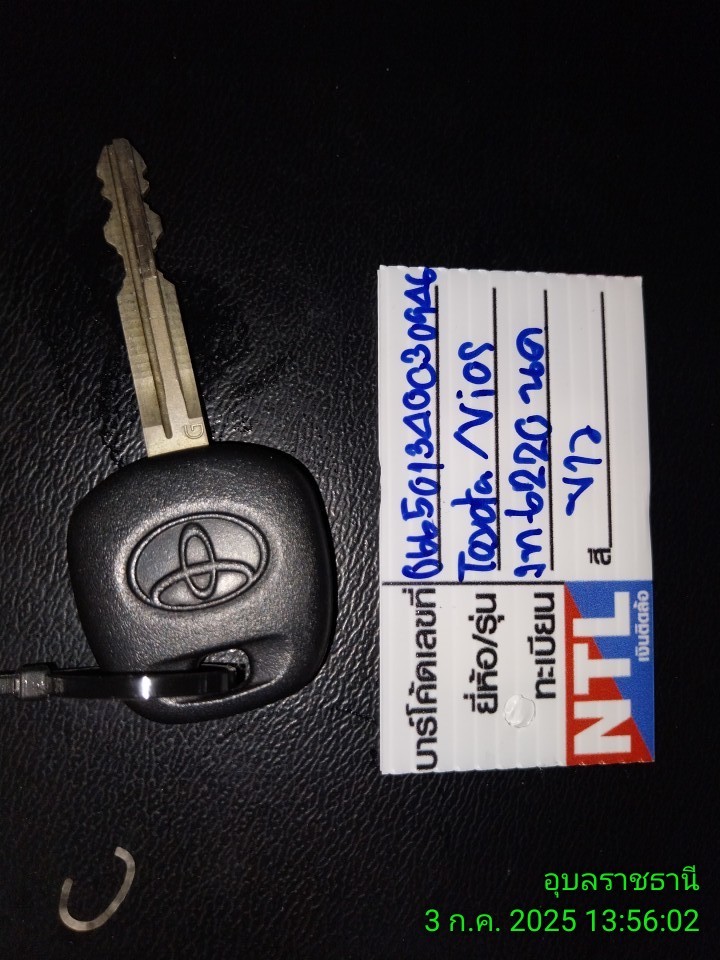 บาร์โค้ดเลขที่ 6665013400030946
ยี่ห้อ/รุ่น Toyota Vios
ทะเบียน 6220
สี
NTL
เงินติดล้อ
G
อุบลราชธานี
3 ก.ค. 2025 13:56:02